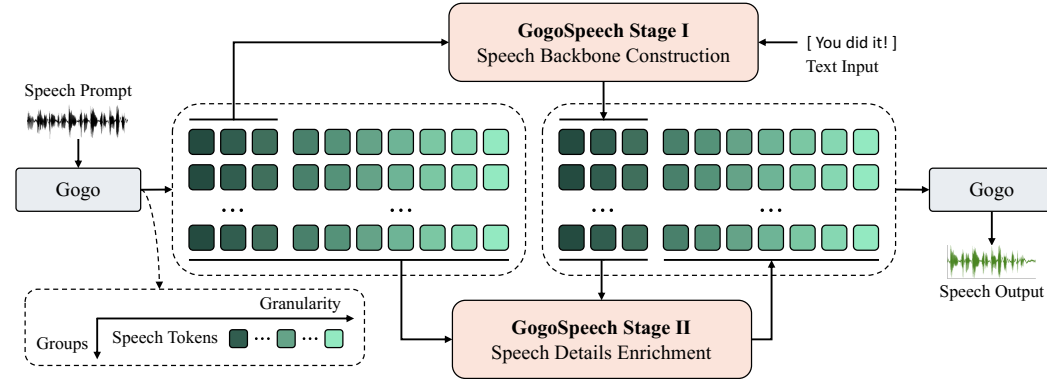 GogoSpeech Stage I
Speech Backbone Construction
[ You did it! ]
Text Input
Speech Prompt
Gogo
...
...
...
...
Gogo
Speech Output
Granularity
Groups
Speech Tokens ... ...
GogoSpeech Stage II
Speech Details Enrichment